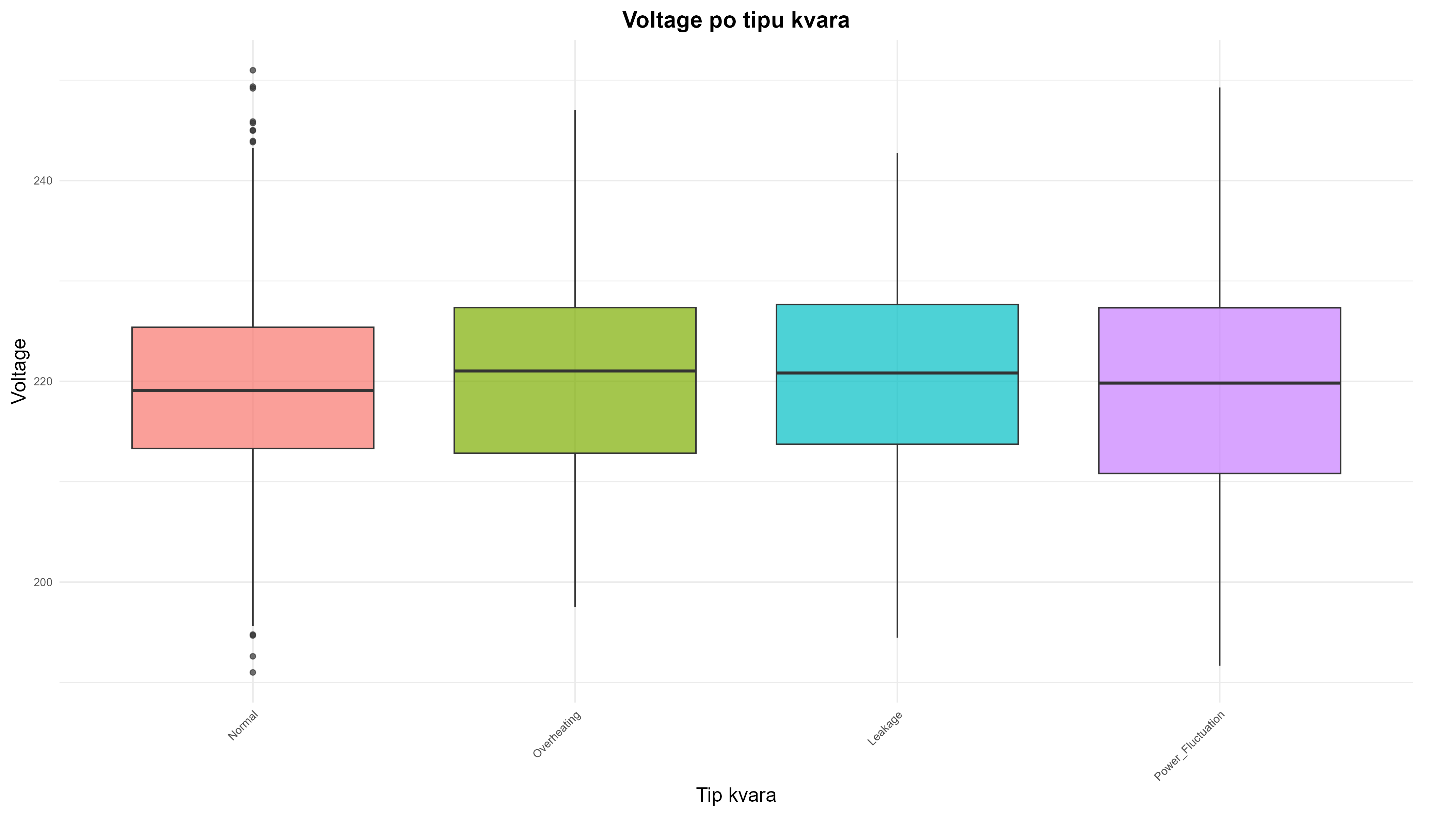 Voltage po tipu kvara
Voltage
240
220
200
Normal
Overheating
Leakage
Power_Fluctuation
Tip kvara